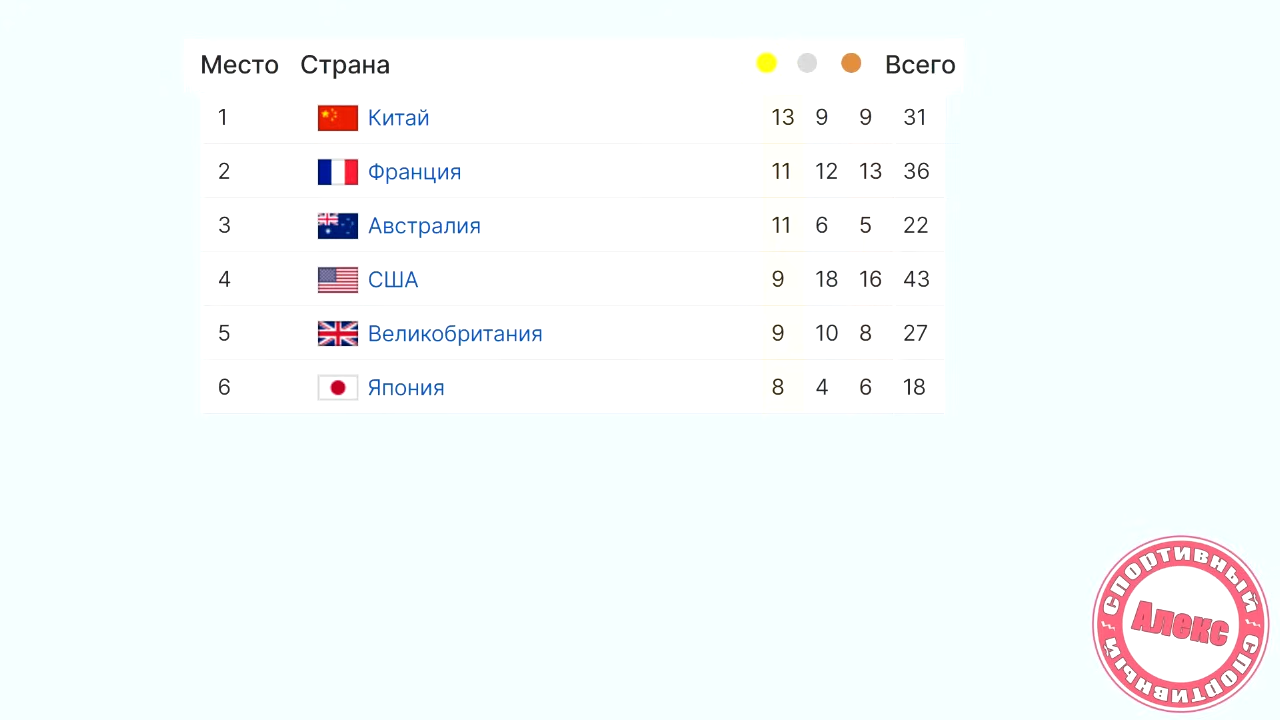 Место Страна Всего
1 Китай 13 9 9 31
2 Франция 11 12 13 36
3 Австралия 11 6 5 22
4 США 9 18 16 43
5 Великобритания 9 10 8 27
6 Япония 8 4 6 18
СПОРТИВНЫЙ
Алекс
СПОРТИВНЫЙ